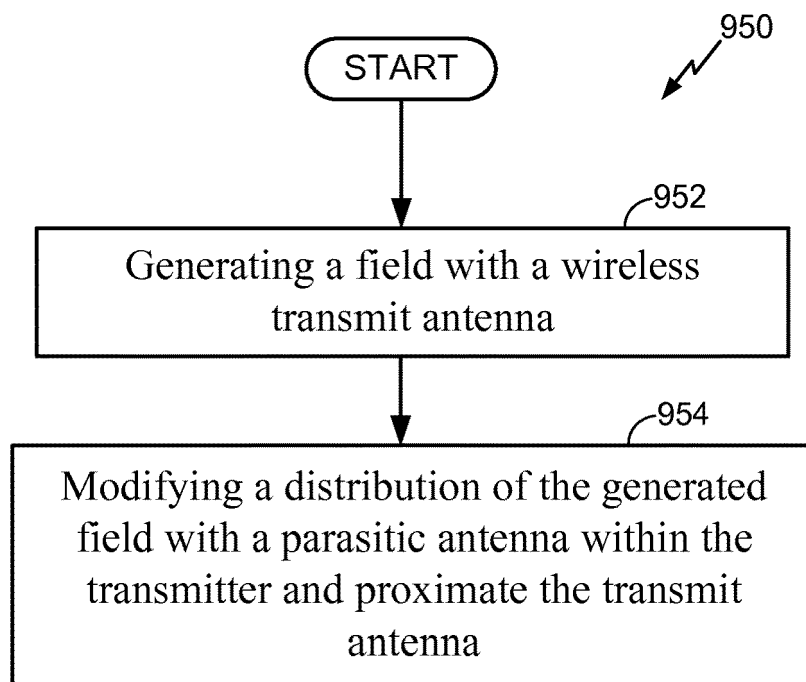 950
START
952
Generating a field with a wireless
transmit antenna
954
Modifying a distribution of the generated
field with a parasitic antenna within the
transmitter and proximate the transmit
antenna